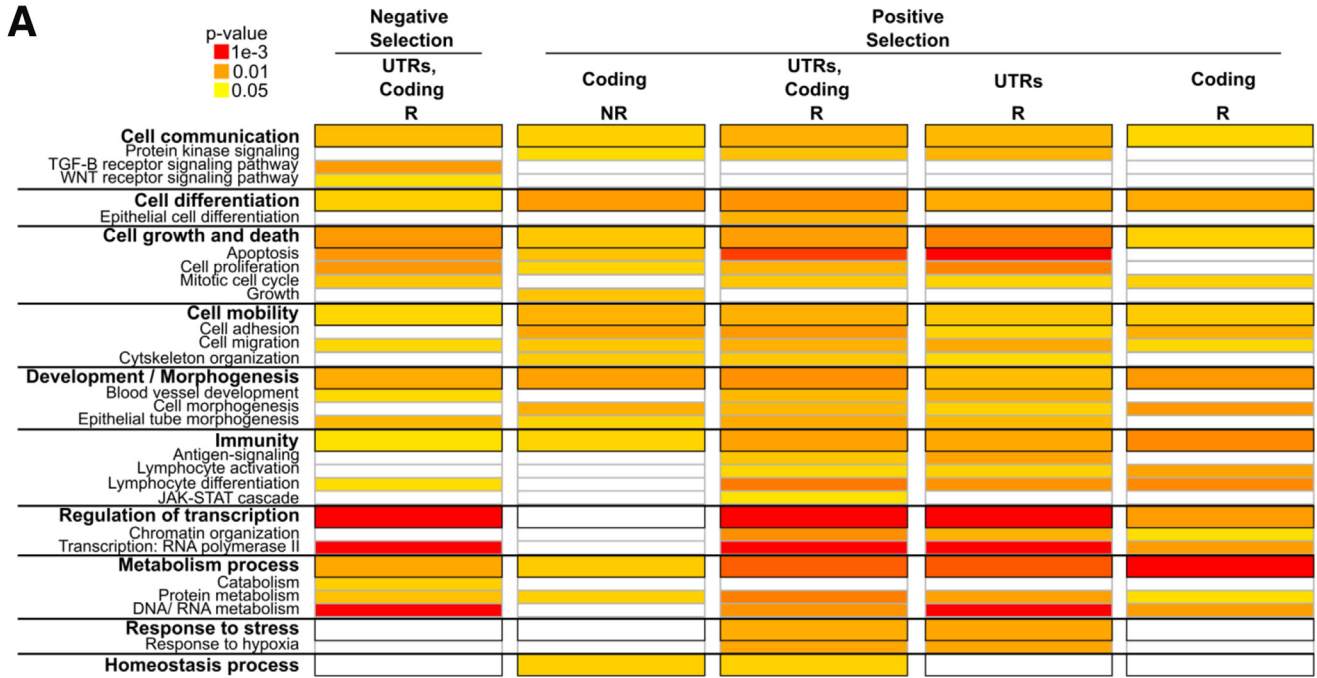 A
Negative
Selection
Positive
Selection
p-value
1e-3
0.01
0.05
UTRs,
Coding
R
Coding
NR
UTRs,
Coding
R
UTRs
R
Coding
R
Cell communication
Protein kinase signaling
TGF-B receptor signaling pathway
WNT receptor signaling pathway
Cell differentiation
Epithelial cell differentiation
Cell growth and death
Apoptosis
Cell proliferation
Mitotic cell cycle
Growth
Cell mobility
Cell adhesion
Cell migration
Cytskeleton organization
Development / Morphogenesis
Blood vessel development
Cell morphogenesis
Epithelial tube morphogenesis
Immunity
Antigen-signaling
Lymphocyte activation
Lymphocyte differentiation
JAK-STAT cascade
Regulation of transcription
Chromatin organization
Transcription: RNA polymerase II
Metabolism process
Catabolism
Protein metabolism
DNA/ RNA metabolism
Response to stress
Response to hypoxia
Homeostasis process